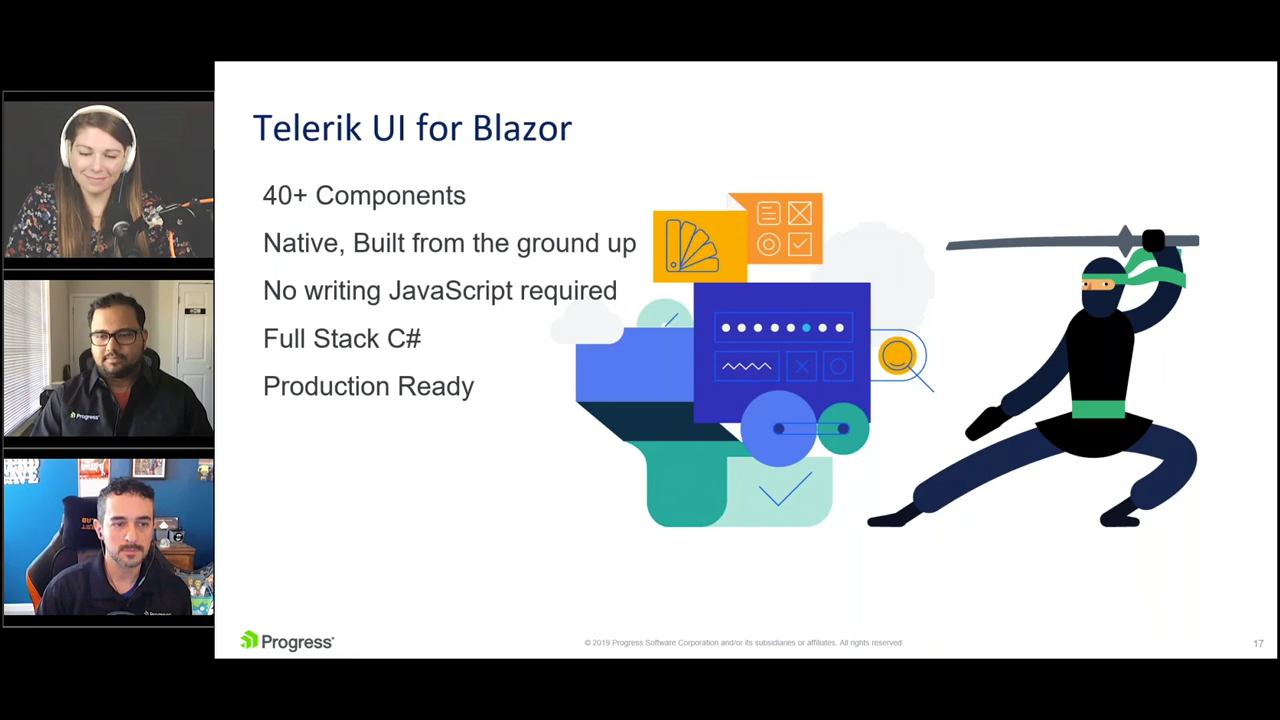 Telerik UI for Blazor
40+ Components
Native, Built from the ground up
No writing JavaScript required
Full Stack C#
Production Ready
Progress
Progress
© 2019 Progress Software Corporation and/or its subsidiaries or affiliates. All rights reserved.
17